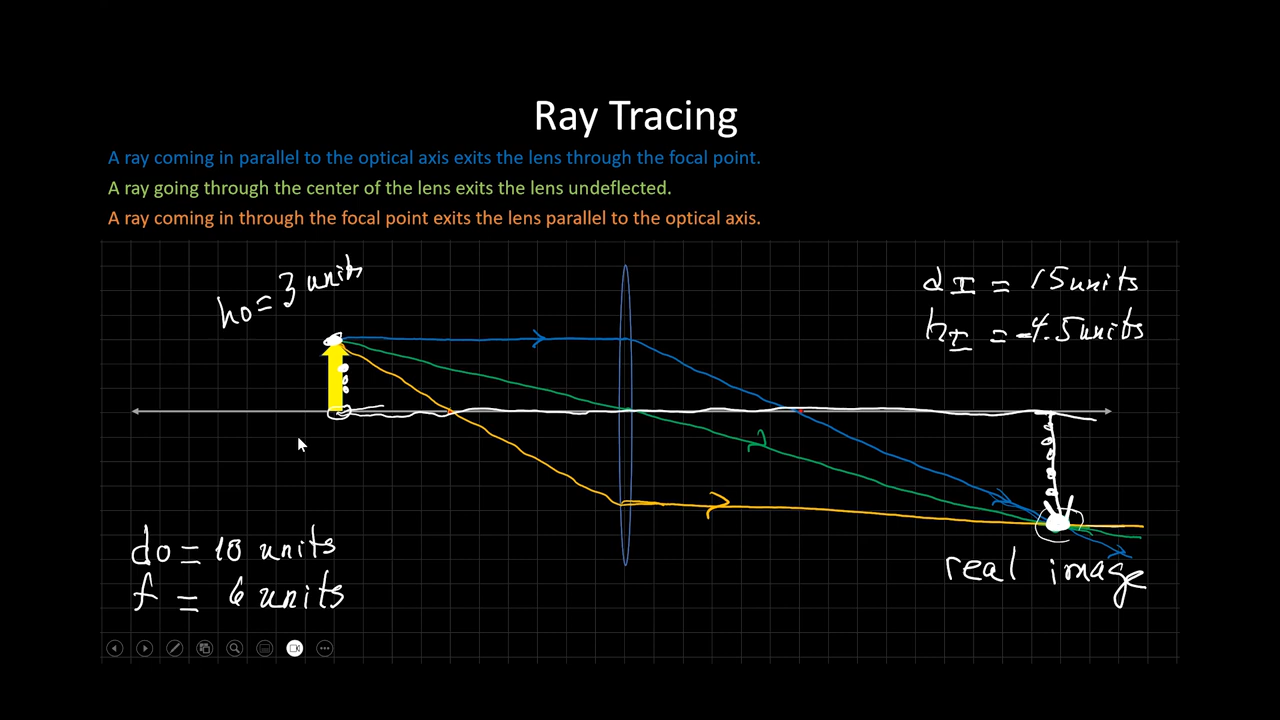 Ray Tracing
A ray coming in parallel to the optical axis exits the lens through the focal point.
A ray going through the center of the lens exits the lens undeflected.
A ray coming in through the focal point exits the lens parallel to the optical axis.
ho = 3 units
dI = 15 units
hI = -4.5 units
do = 10 units
f = 6 units
real image